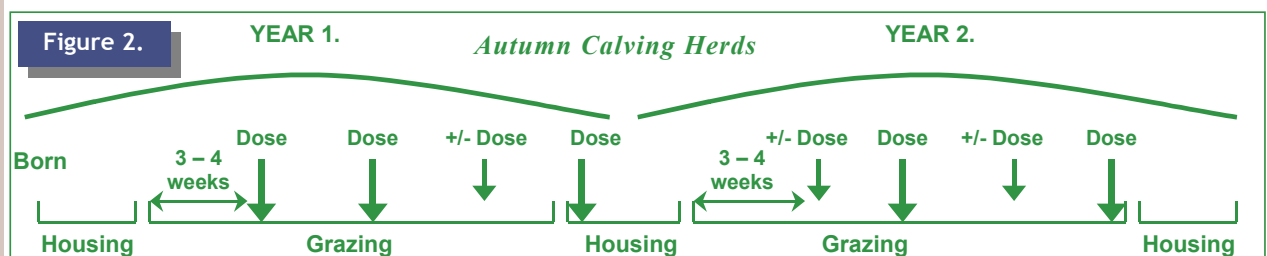 Figure 2.
YEAR 1.
Autumn Calving Herds
YEAR 2.
Dose
Dose
+/- Dose
Dose
+/- Dose
Dose
+/- Dose
Dose
Born
3 – 4
weeks
3 – 4
weeks
Housing
Grazing
Housing
Grazing
Housing